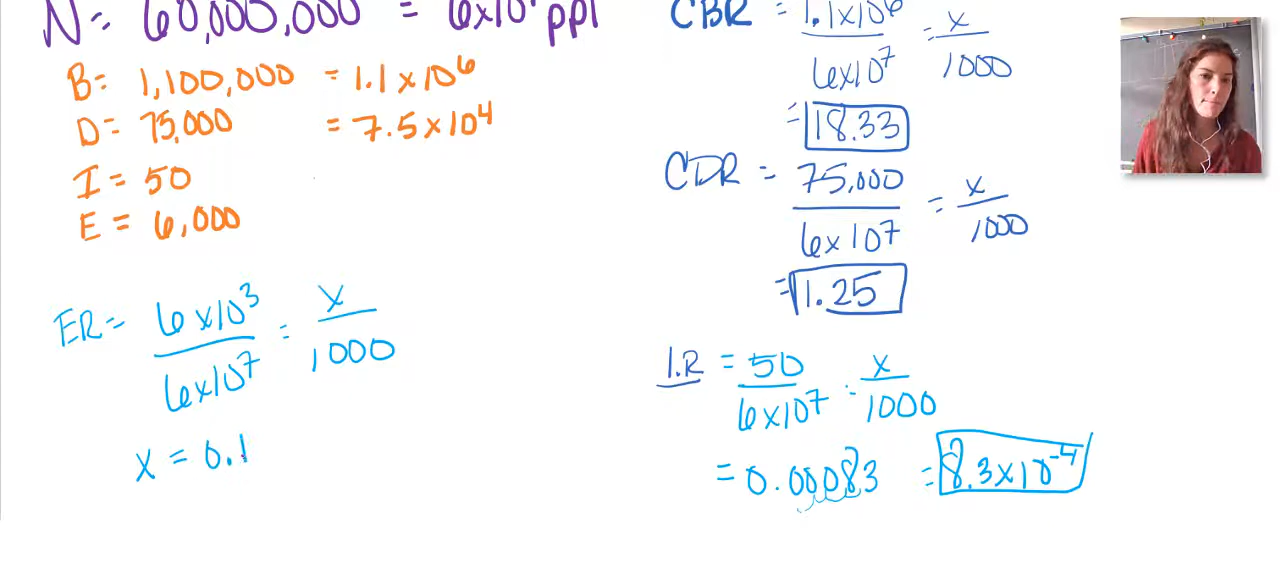 N = 60,000,000 = 6x10 ppl
B = 1,100,000 = 1.1 x 10⁶
D = 75,000 = 7.5 x 10⁴
I = 50
E = 6,000
ER = 6x10³ / 6x10⁷ = x / 1000
x = 0.1
CBR = 1.1x10⁶ / 6x10⁷ = x / 1000
= 18.33
CDR = 75,000 / 6x10⁷ = x / 1000
= 1.25
I.R = 50 / 6x10⁷ = x / 1000
= 0.00083 = 8.3x10⁻⁴